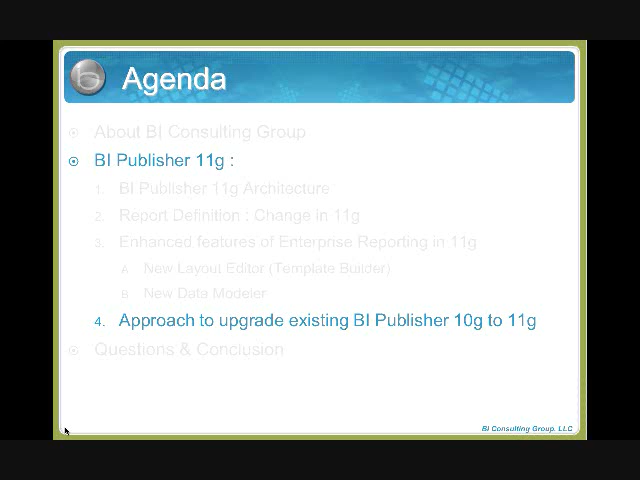 Agenda
About BI Consulting Group
BI Publisher 11g :
1. BI Publisher 11g Architecture
2. Report Definition : Change in 11g
3. Enhanced features of Enterprise Reporting in 11g
A. New Layout Editor (Template Builder)
B. New Data Modeler
4. Approach to upgrade existing BI Publisher 10g to 11g
Questions & Conclusion
BI Consulting Group. LLC